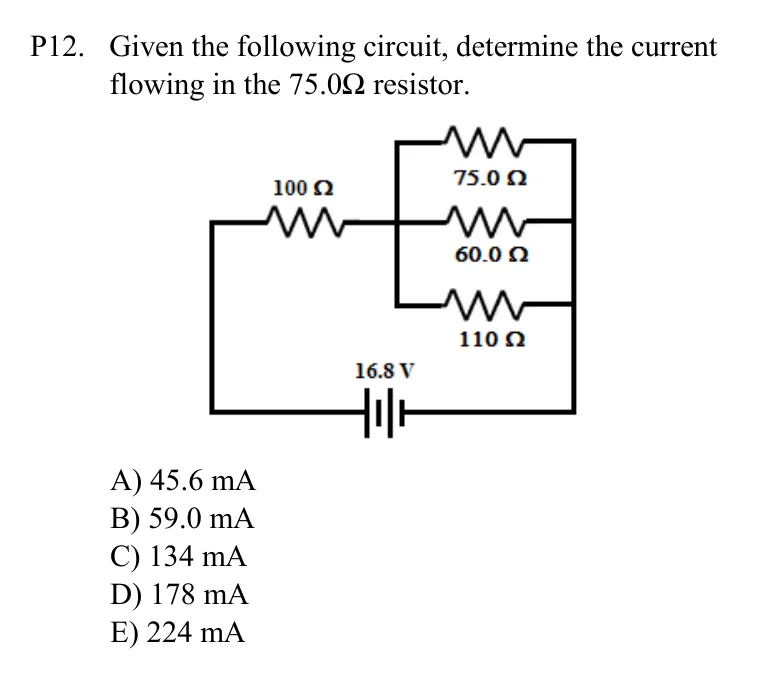 P12. Given the following circuit, determine the current
flowing in the 75.0Ω resistor.
75.0 Ω
100 Ω
60.0 Ω
110 Ω
16.8 V
A) 45.6 mA
B) 59.0 mA
C) 134 mA
D) 178 mA
E) 224 mA